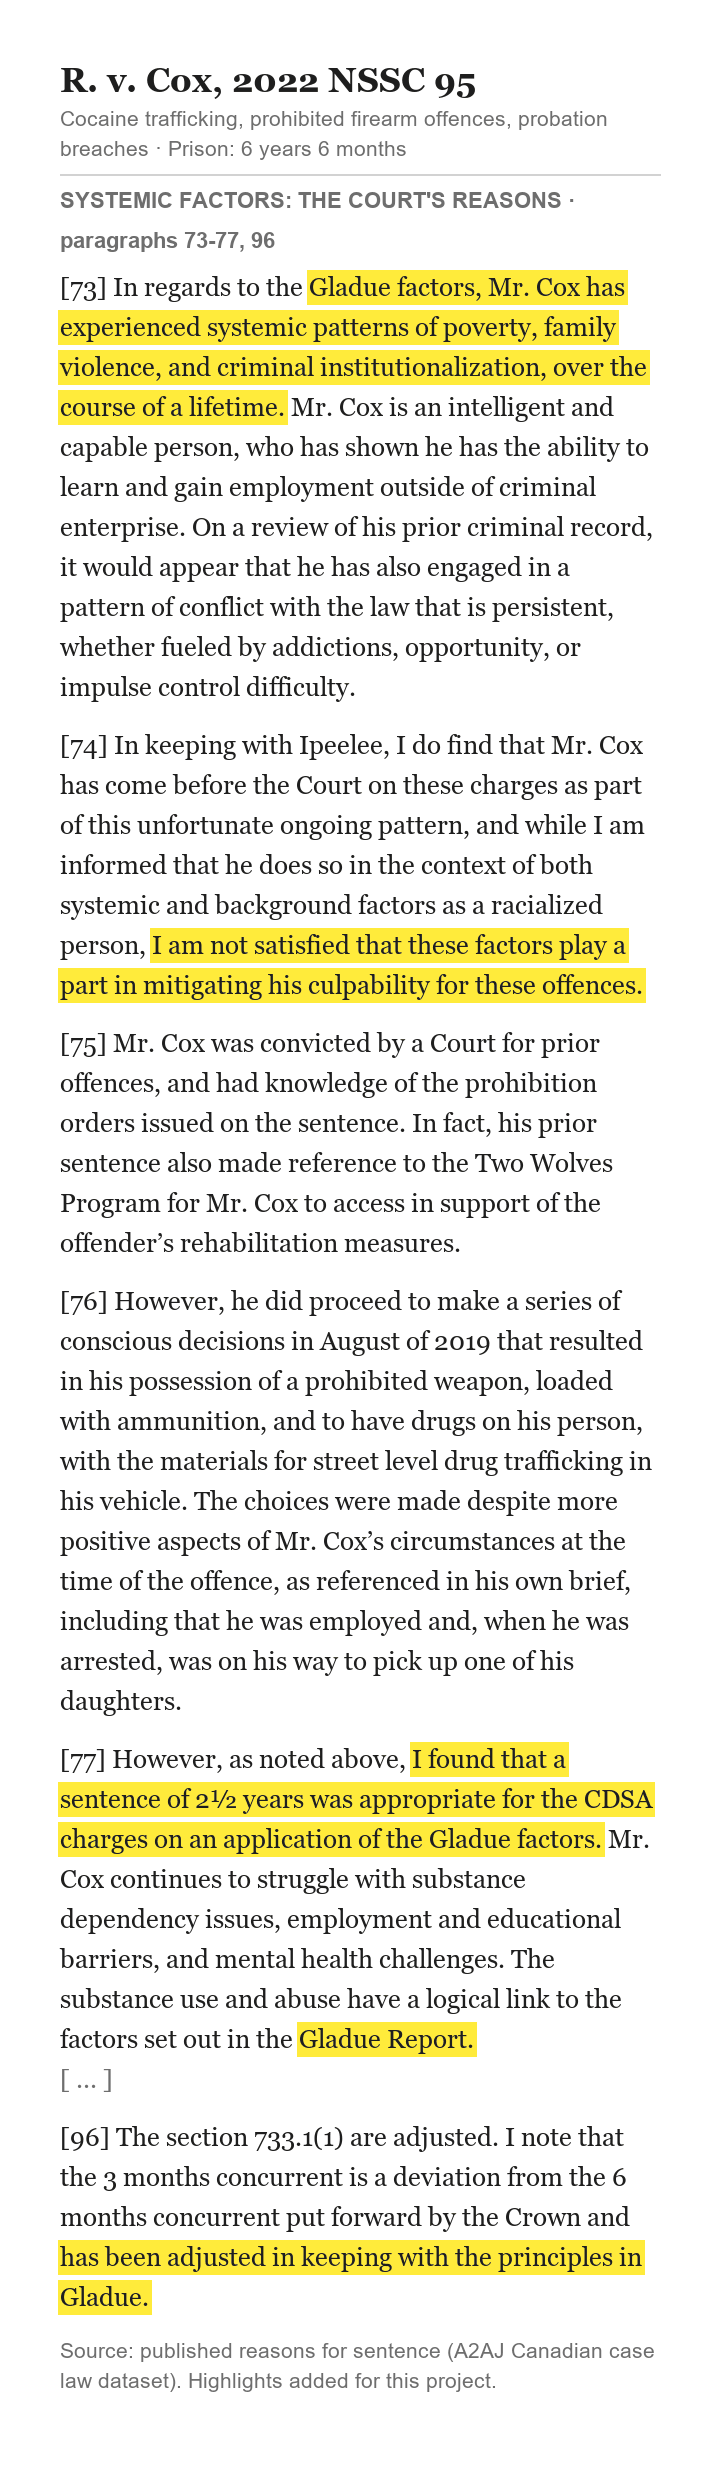 R. v. Cox, 2022 NSSC 95
Cocaine trafficking, prohibited firearm offences, probation
breaches · Prison: 6 years 6 months
SYSTEMIC FACTORS: THE COURT'S REASONS ·
paragraphs 73-77, 96
[73] In regards to the Gladue factors, Mr. Cox has
experienced systemic patterns of poverty, family
violence, and criminal institutionalization, over the
course of a lifetime. Mr. Cox is an intelligent and
capable person, who has shown he has the ability to
learn and gain employment outside of criminal
enterprise. On a review of his prior criminal record,
it would appear that he has also engaged in a
pattern of conflict with the law that is persistent,
whether fueled by addictions, opportunity, or
impulse control difficulty.
[74] In keeping with Ipeelee, I do find that Mr. Cox
has come before the Court on these charges as part
of this unfortunate ongoing pattern, and while I am
informed that he does so in the context of both
systemic and background factors as a racialized
person, I am not satisfied that these factors play a
part in mitigating his culpability for these offences.
[75] Mr. Cox was convicted by a Court for prior
offences, and had knowledge of the prohibition
orders issued on the sentence. In fact, his prior
sentence also made reference to the Two Wolves
Program for Mr. Cox to access in support of the
offender’s rehabilitation measures.
[76] However, he did proceed to make a series of
conscious decisions in August of 2019 that resulted
in his possession of a prohibited weapon, loaded
with ammunition, and to have drugs on his person,
with the materials for street level drug trafficking in
his vehicle. The choices were made despite more
positive aspects of Mr. Cox’s circumstances at the
time of the offence, as referenced in his own brief,
including that he was employed and, when he was
arrested, was on his way to pick up one of his
daughters.
[77] However, as noted above, I found that a
sentence of 2½ years was appropriate for the CDSA
charges on an application of the Gladue factors. Mr.
Cox continues to struggle with substance
dependency issues, employment and educational
barriers, and mental health challenges. The
substance use and abuse have a logical link to the
factors set out in the Gladue Report.
[ ... ]
[96] The section 733.1(1) are adjusted. I note that
the 3 months concurrent is a deviation from the 6
months concurrent put forward by the Crown and
has been adjusted in keeping with the principles in
Gladue.
Source: published reasons for sentence (A2AJ Canadian case
law dataset). Highlights added for this project.